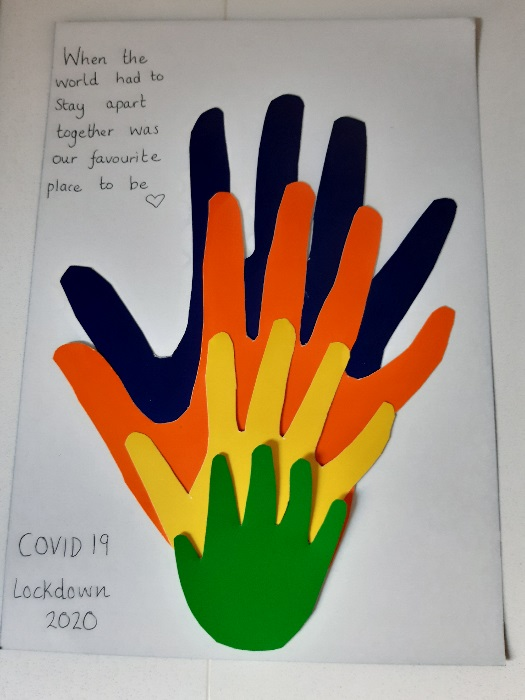 When the
world had to
Stay apart
together was
our favourite
place to be ♡
COVID 19
Lockdown
2020